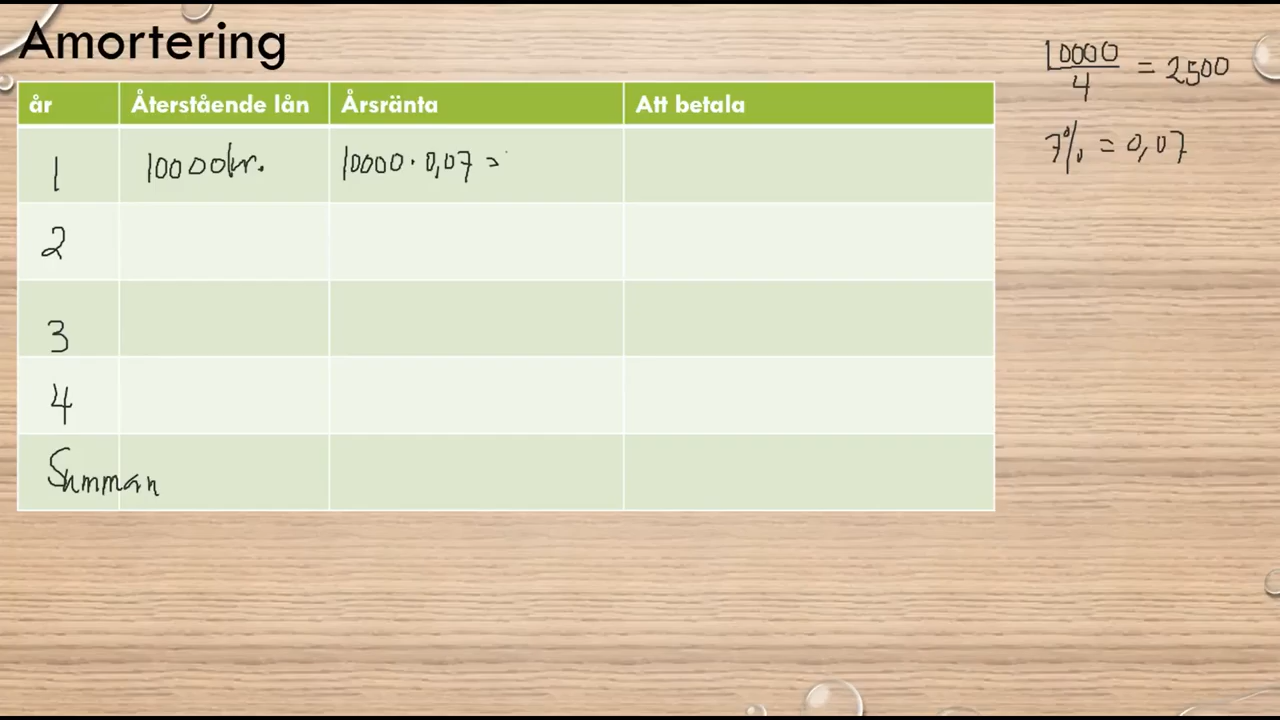 Amortering
år Återstående lån Årsränta Att betala
1 10000kr. 10000·0,07=
2
3
4
Summan
10000/4 = 2500
7% = 0,07